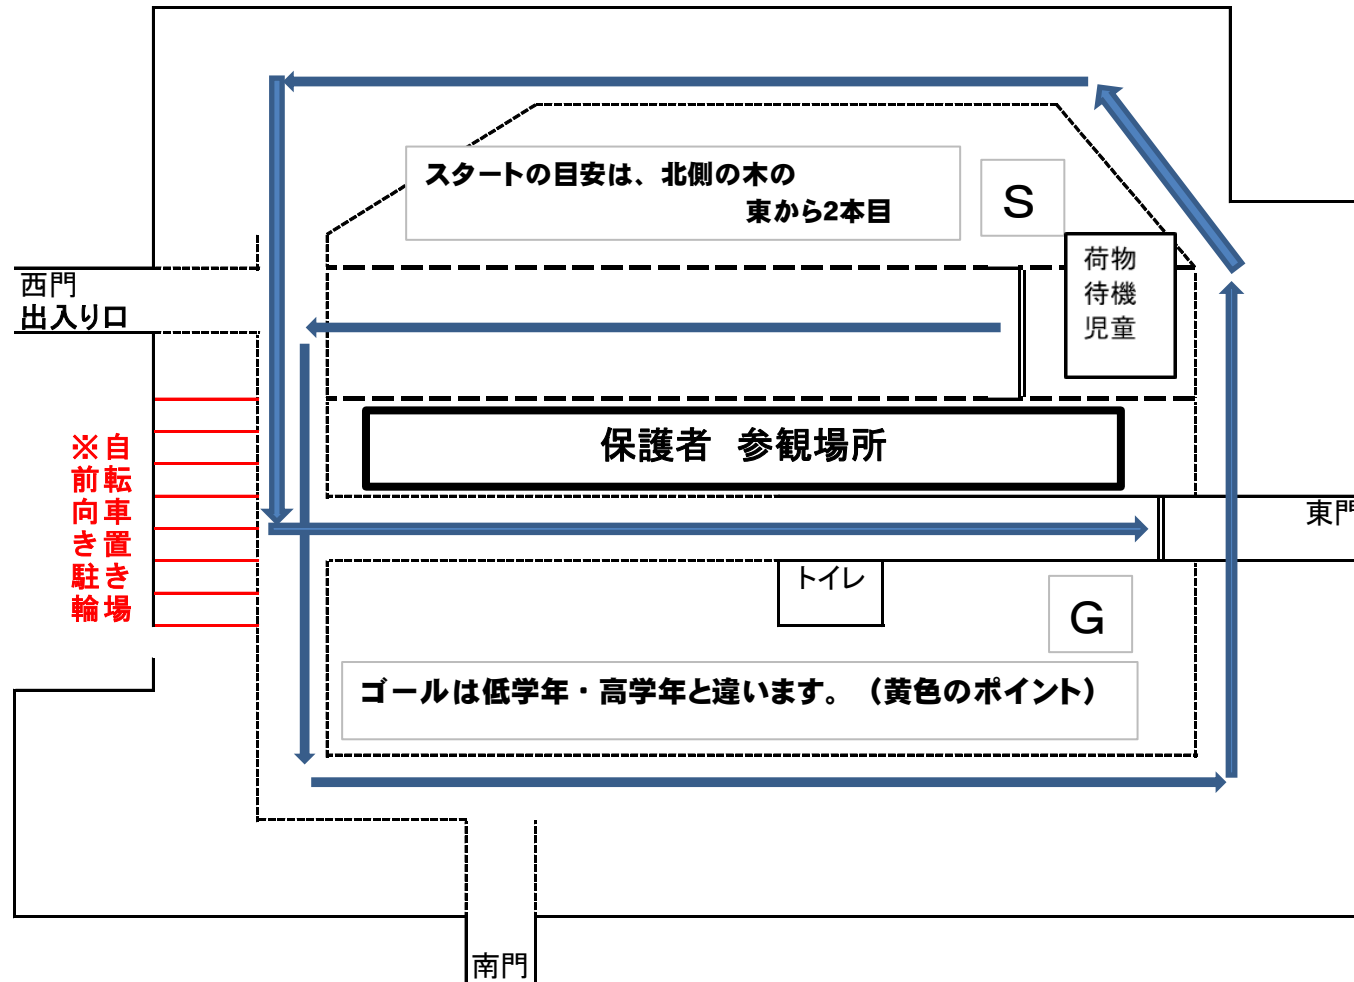 スタートの目安は、北側の木の
東から2本目
S
荷物
待機
児童
西門
出入り口
保護者 参観場所
※自転車置き場
前向き駐輪
東門
トイレ
G
ゴールは低学年・高学年と違います。（黄色のポイント）
南門